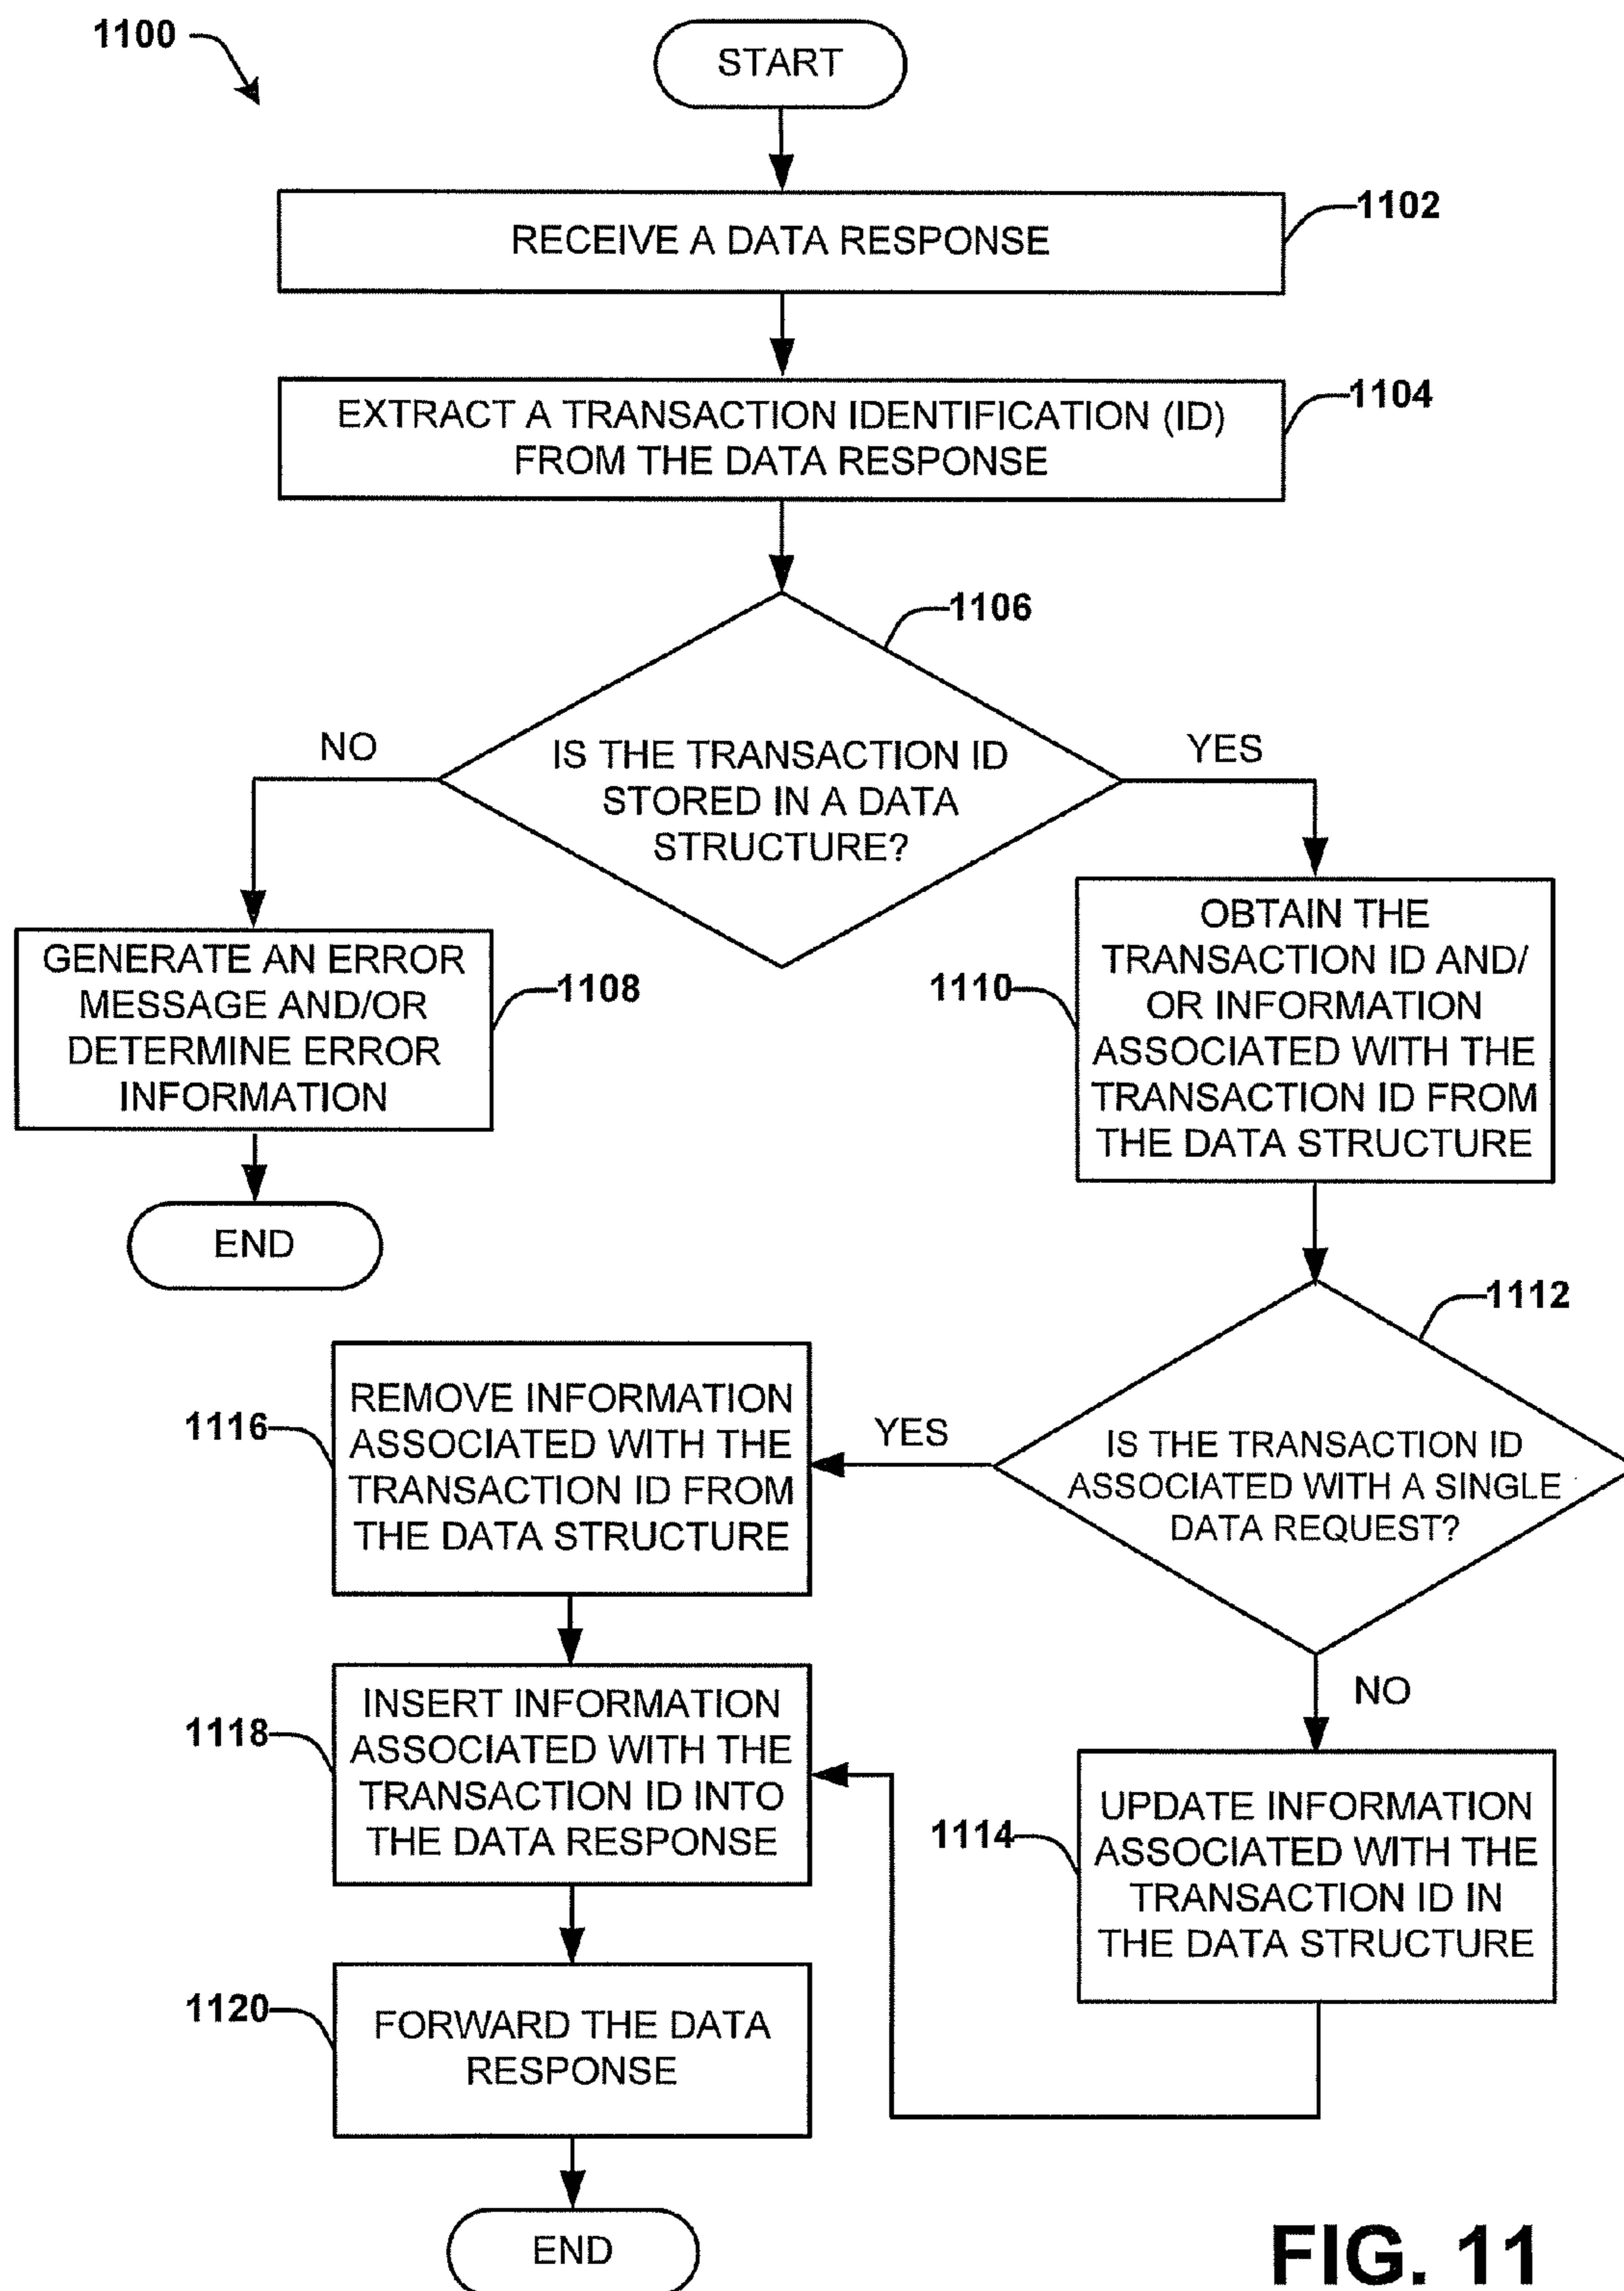 1100
START
RECEIVE A DATA RESPONSE
1102
EXTRACT A TRANSACTION IDENTIFICATION (ID)
FROM THE DATA RESPONSE
1104
1106
IS THE TRANSACTION ID
STORED IN A DATA
STRUCTURE?
NO
YES
GENERATE AN ERROR
MESSAGE AND/OR
DETERMINE ERROR
INFORMATION
1108
END
1110
OBTAIN THE
TRANSACTION ID AND/
OR INFORMATION
ASSOCIATED WITH THE
TRANSACTION ID FROM
THE DATA STRUCTURE
1112
IS THE TRANSACTION ID
ASSOCIATED WITH A SINGLE
DATA REQUEST?
YES
NO
1116
REMOVE INFORMATION
ASSOCIATED WITH THE
TRANSACTION ID FROM
THE DATA STRUCTURE
1114
UPDATE INFORMATION
ASSOCIATED WITH THE
TRANSACTION ID IN
THE DATA STRUCTURE
1118
INSERT INFORMATION
ASSOCIATED WITH THE
TRANSACTION ID INTO
THE DATA RESPONSE
1120
FORWARD THE DATA
RESPONSE
END
FIG. 11